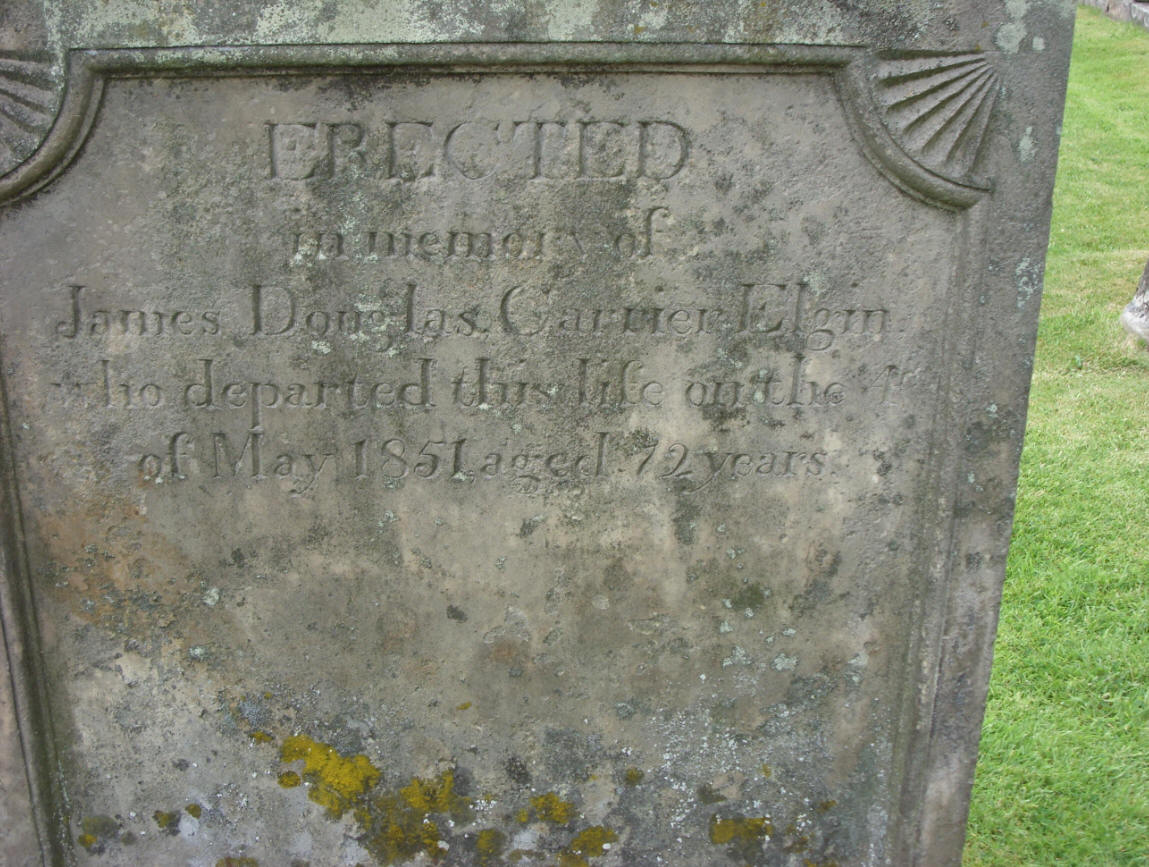 ERECTED
in memory of
James Douglas, Carrier Elgin
who departed this life on the 4th
of May 1851, aged 72 years.